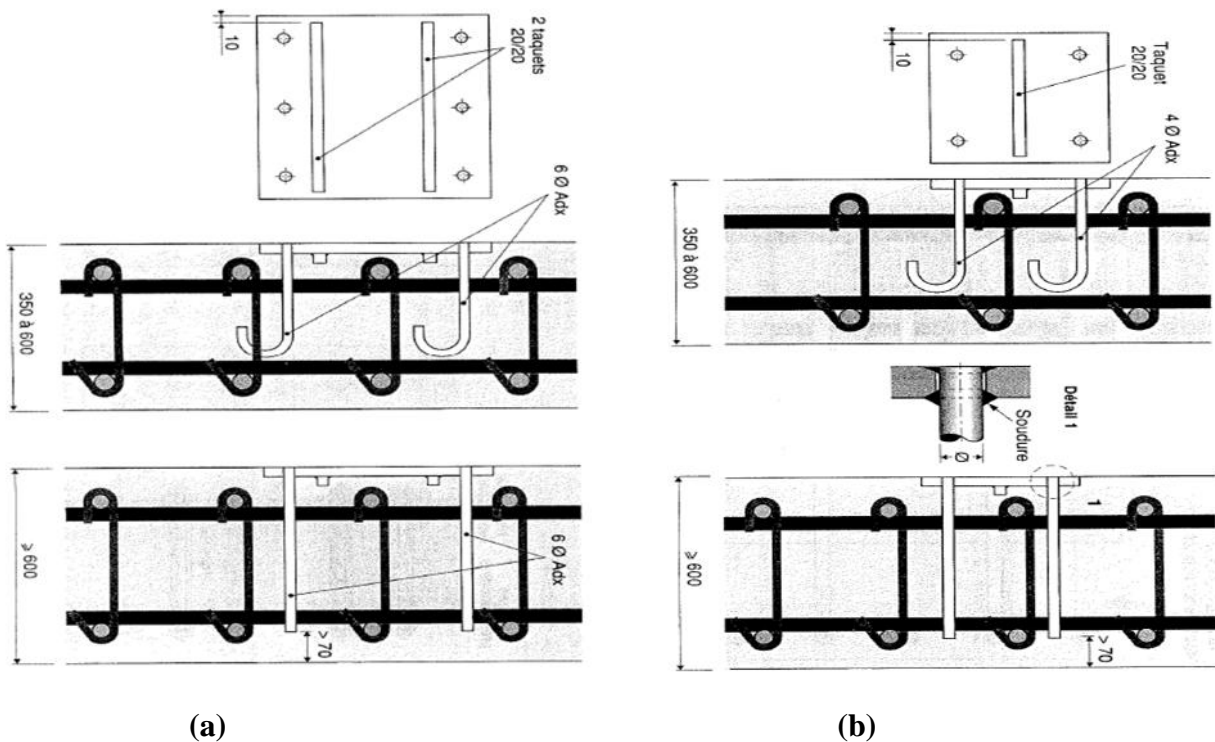 10
2 taquets
20/20
6 Ø Adx
350 à 600
6 Ø Adx
⩾ 600
> 70
(a)
10
Taquet
20/20
4 Ø Adx
350 à 600
Détail 1
Soudure
Ø
1
⩾ 600
> 70
(b)